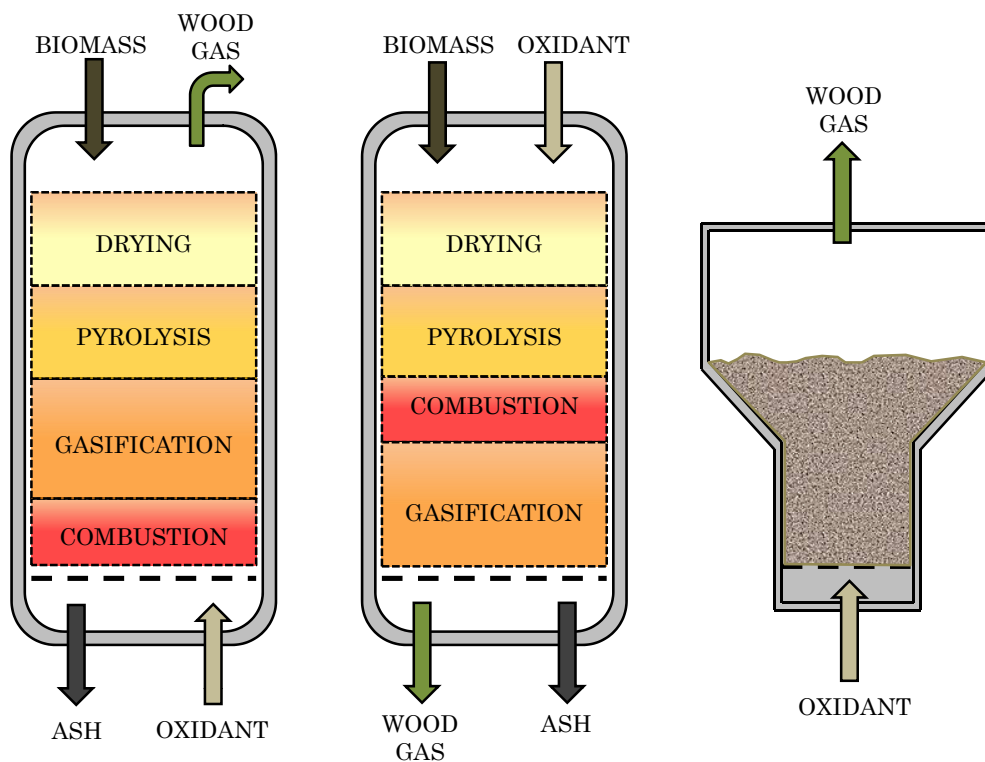 BIOMASS
WOOD
GAS
DRYING
PYROLYSIS
GASIFICATION
COMBUSTION
ASH
OXIDANT
BIOMASS
OXIDANT
DRYING
PYROLYSIS
COMBUSTION
GASIFICATION
WOOD
GAS
ASH
WOOD
GAS
OXIDANT